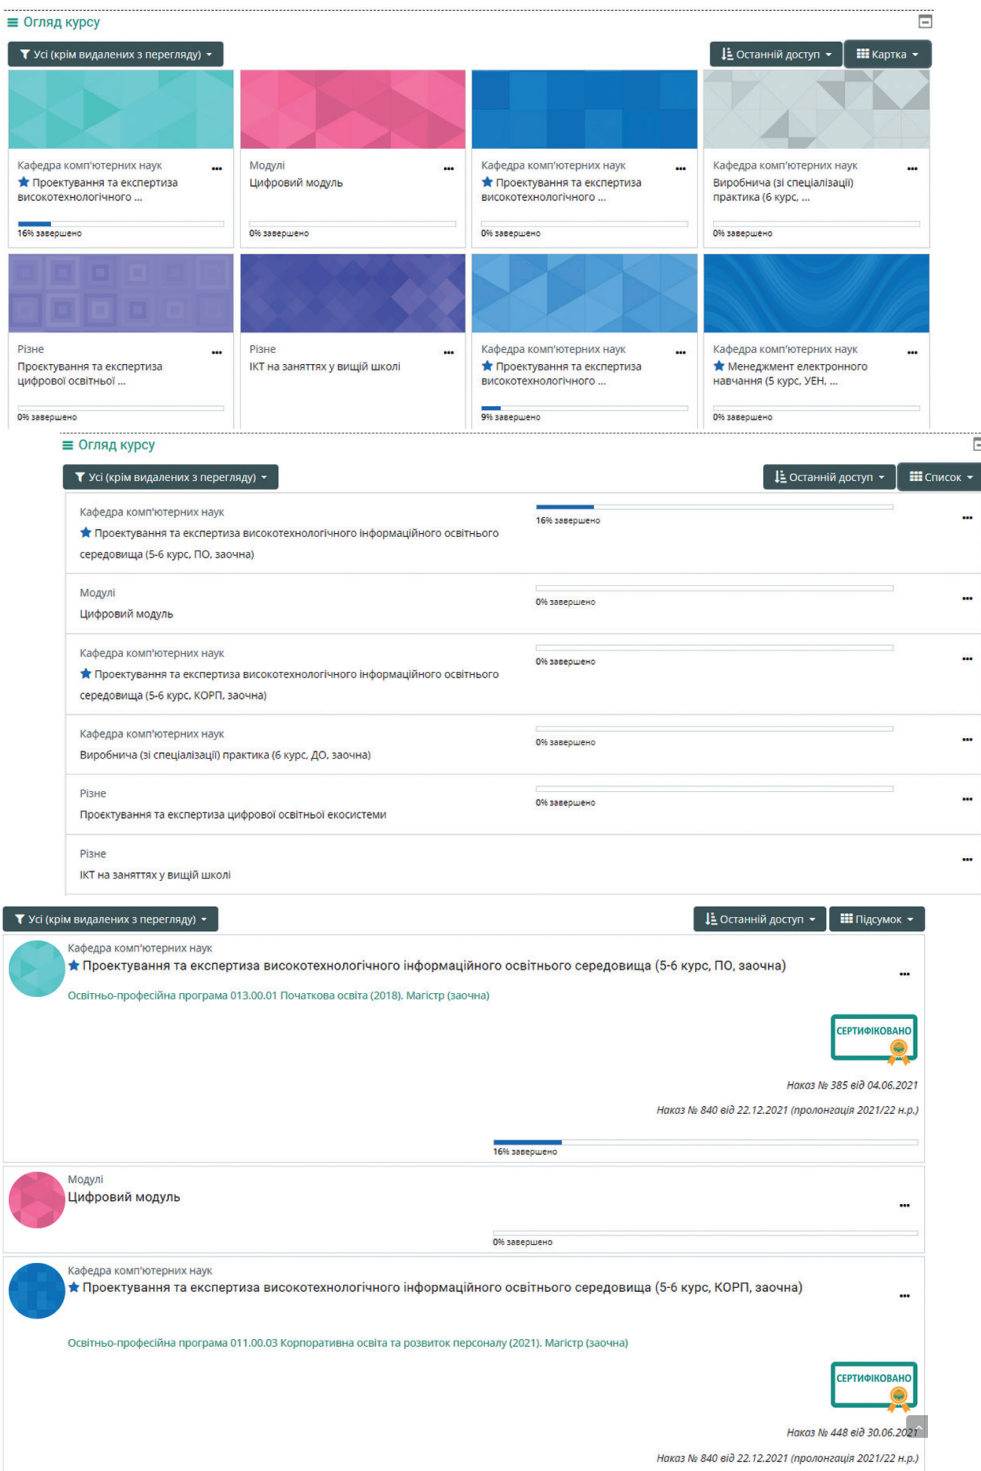 Огляд курсу
Усі (крім видалених з перегляду)
Останній доступ
Картка
Кафедра комп'ютерних наук
Проектування та експертиза
високотехнологічного ...
16% завершено
Модулі
Цифровий модуль
0% завершено
Кафедра комп'ютерних наук
Проектування та експертиза
високотехнологічного ...
0% завершено
Кафедра комп'ютерних наук
Виробнича (зі спеціалізації)
практика (6 курс, ...
0% завершено
Різне
Проєктування та експертиза
цифрової освітньої ...
0% завершено
Різне
ІКТ на заняттях у вищій школі
Кафедра комп'ютерних наук
Проектування та експертиза
високотехнологічного ...
9% завершено
Кафедра комп'ютерних наук
Менеджмент електронного
навчання (5 курс, УЕН, ...
0% завершено
Огляд курсу
Усі (крім видалених з перегляду)
Останній доступ
Список
Кафедра комп'ютерних наук
Проектування та експертиза високотехнологічного інформаційного освітнього
середовища (5-6 курс, ПО, заочна)
16% завершено
Модулі
Цифровий модуль
0% завершено
Кафедра комп'ютерних наук
Проектування та експертиза високотехнологічного інформаційного освітнього
середовища (5-6 курс, КОРП, заочна)
0% завершено
Кафедра комп'ютерних наук
Виробнича (зі спеціалізації) практика (6 курс, ДО, заочна)
0% завершено
Різне
Проєктування та експертиза цифрової освітньої екосистеми
0% завершено
Різне
ІКТ на заняттях у вищій школі
Усі (крім видалених з перегляду)
Останній доступ
Підсумок
Кафедра комп'ютерних наук
Проектування та експертиза високотехнологічного інформаційного освітнього середовища (5-6 курс, ПО, заочна)
Освітньо-професійна програма 013.00.01 Початкова освіта (2018). Магістр (заочна)
СЕРТИФІКОВАНО
Наказ № 385 від 04.06.2021
Наказ № 840 від 22.12.2021 (пролонгація 2021/22 н.р.)
16% завершено
Модулі
Цифровий модуль
0% завершено
Кафедра комп'ютерних наук
Проектування та експертиза високотехнологічного інформаційного освітнього середовища (5-6 курс, КОРП, заочна)
Освітньо-професійна програма 011.00.03 Корпоративна освіта та розвиток персоналу (2021). Магістр (заочна)
СЕРТИФІКОВАНО
Наказ № 448 від 30.06.2021
Наказ № 840 від 22.12.2021 (пролонгація 2021/22 н.р.)